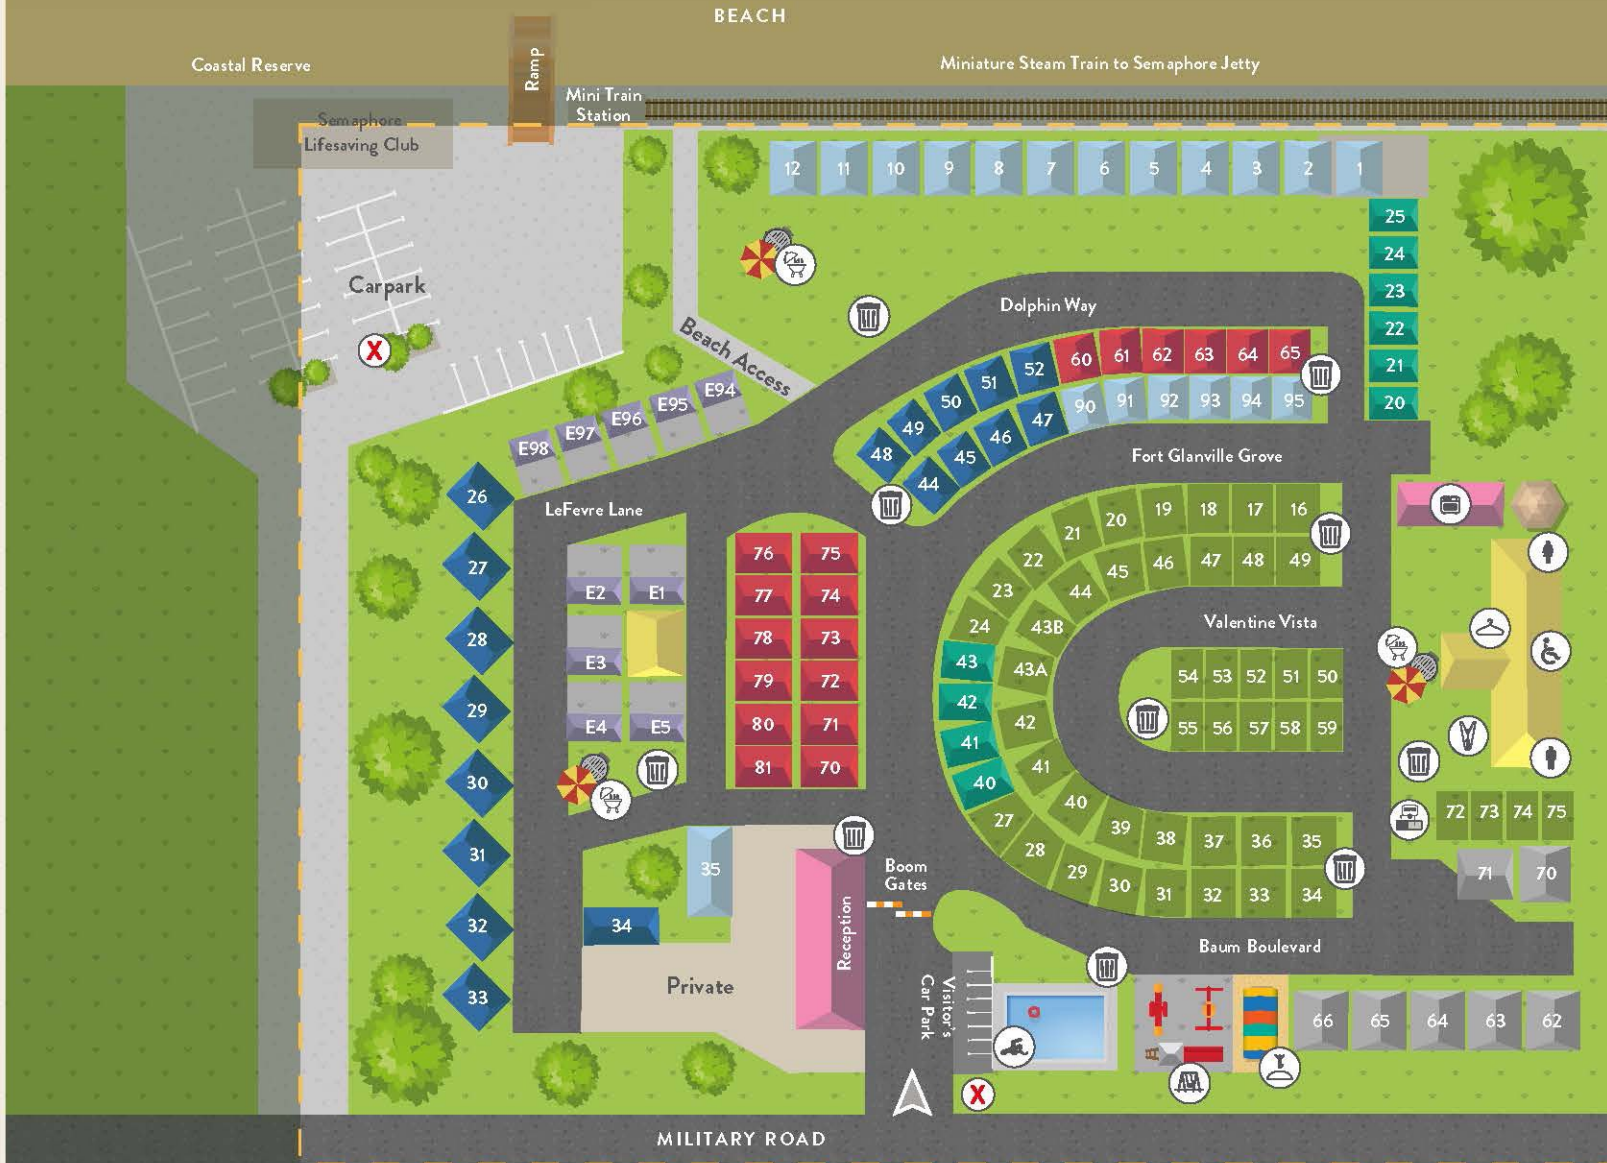 BEACH
Coastal Reserve
Ramp
Miniature Steam Train to Semaphore Jetty
Mini Train
Station
Semaphore
Lifesaving Club
12 11 10 9 8 7 6 5 4 3 2 1
25
24
23
22
21
20
Carpark
X
Beach Access
Dolphin Way
60 61 62 63 64 65
48 49 50 51 52
44 45 46 47 90 91 92 93 94 95
E98 E97 E96 E95 E94
Fort Glanville Grove
LeFevre Lane
26
27
28
29
30
31
32
33
E2 E1
E3
E4 E5
76 75
77 74
78 73
79 72
80 71
81 70
24 23 22 21 20 19 18 17 16
43B 44 45 46 47 48 49
43 43A
42 42
41 41
40 40
Valentine Vista
54 53 52 51 50
55 56 57 58 59
39 38 37 36 35
27 28 29 30 31 32 33 34
72 73 74 75
71 70
35
34
Reception
Private
Boom
Gates
Baum Boulevard
Visitor's
Car Park
66 65 64 63 62
X
MILITARY ROAD